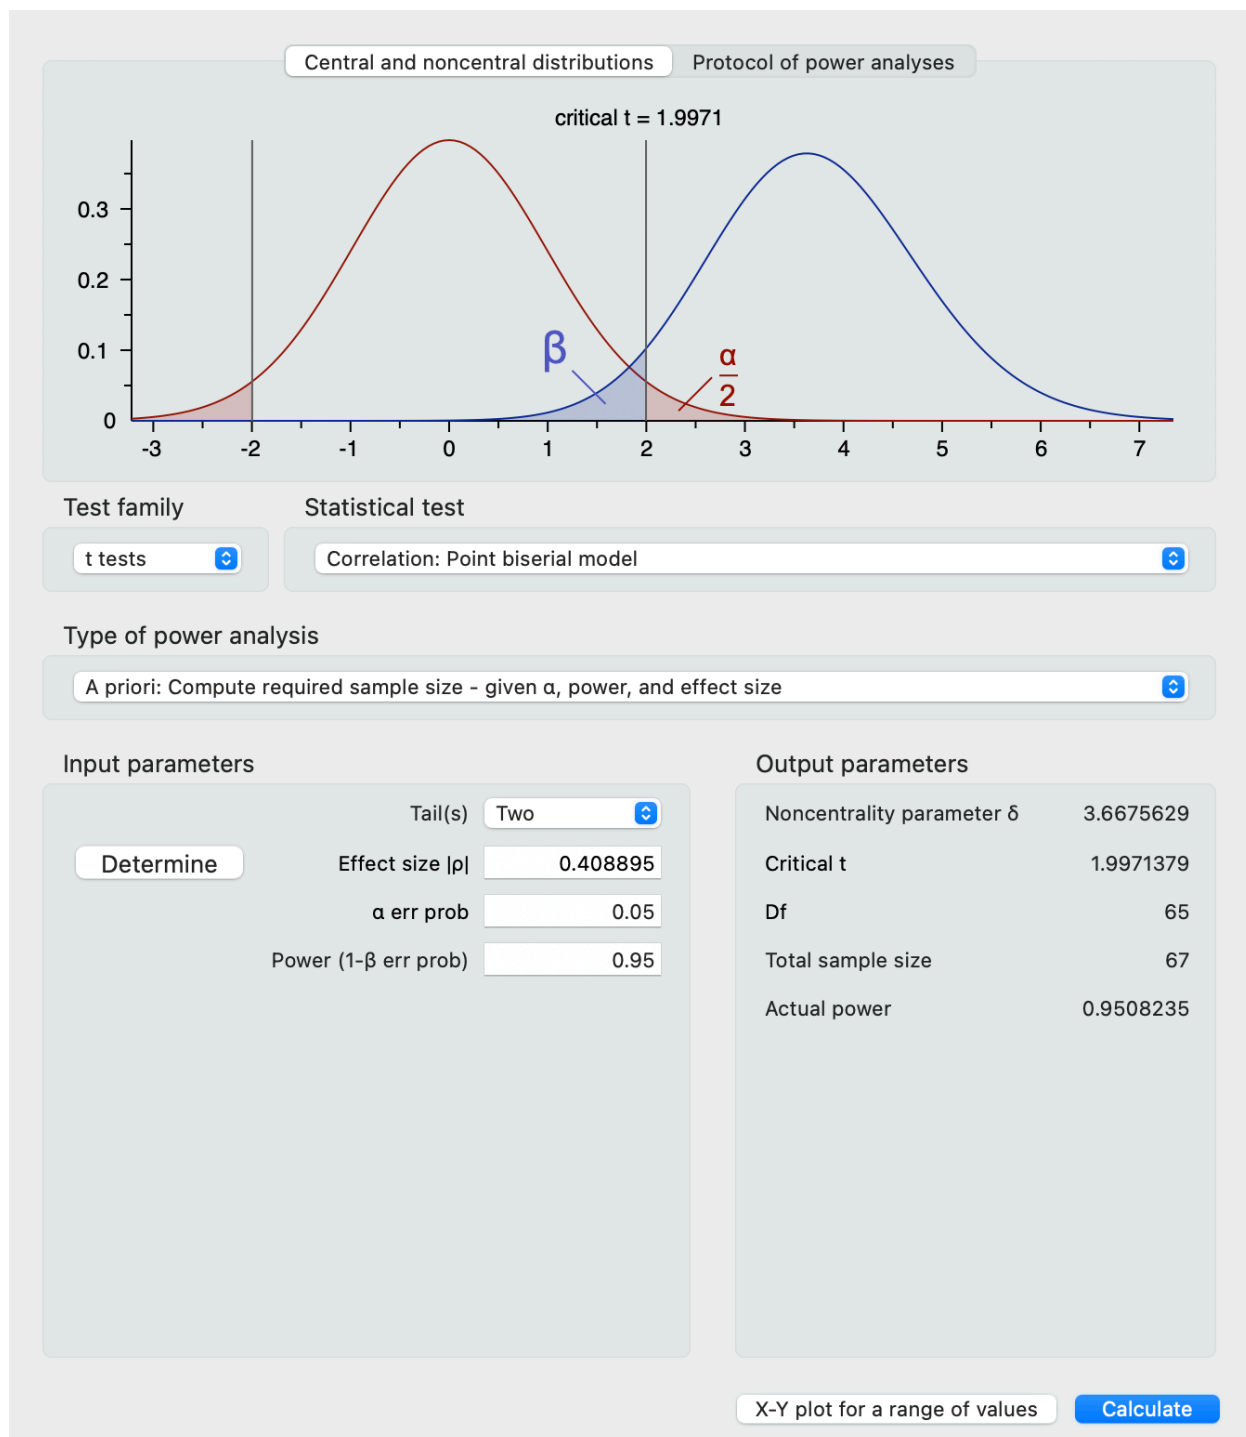 Central and noncentral distributions Protocol of power analyses
critical t = 1.9971
0.3
0.2
0.1
0
β
α
2
-3 -2 -1 0 1 2 3 4 5 6 7
Test family Statistical test
t tests Correlation: Point biserial model
Type of power analysis
A priori: Compute required sample size - given α, power, and effect size
Input parameters Output parameters
Tail(s) Two Noncentrality parameter δ 3.6675629
Determine Effect size |ρ| 0.408895 Critical t 1.9971379
α err prob 0.05 Df 65
Power (1-β err prob) 0.95 Total sample size 67
Actual power 0.9508235
X-Y plot for a range of values Calculate